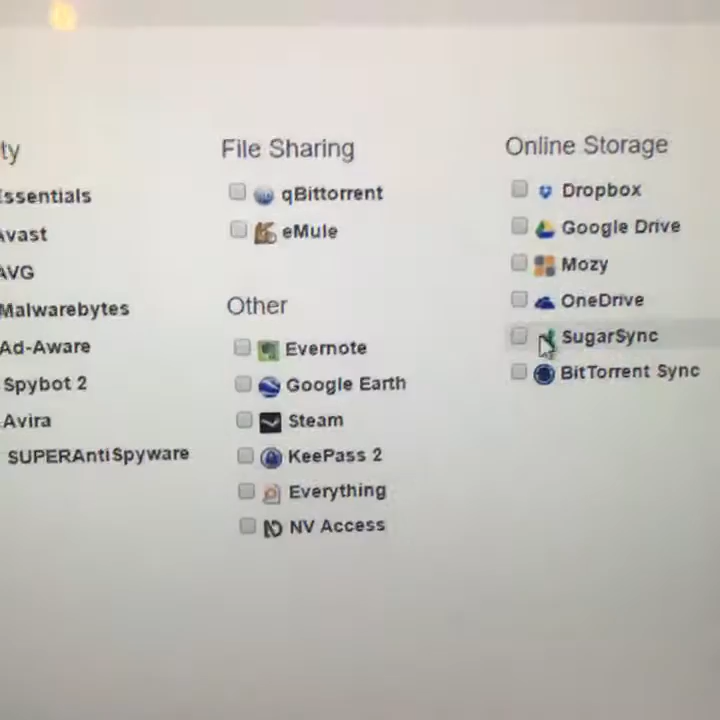 ty
Essentials
Avast
AVG
Malwarebytes
Ad-Aware
Spybot 2
Avira
SUPERAntiSpyware
File Sharing
qBittorrent
eMule
Other
Evernote
Google Earth
Steam
KeePass 2
Everything
NV Access
Online Storage
Dropbox
Google Drive
Mozy
OneDrive
SugarSync
BitTorrent Sync